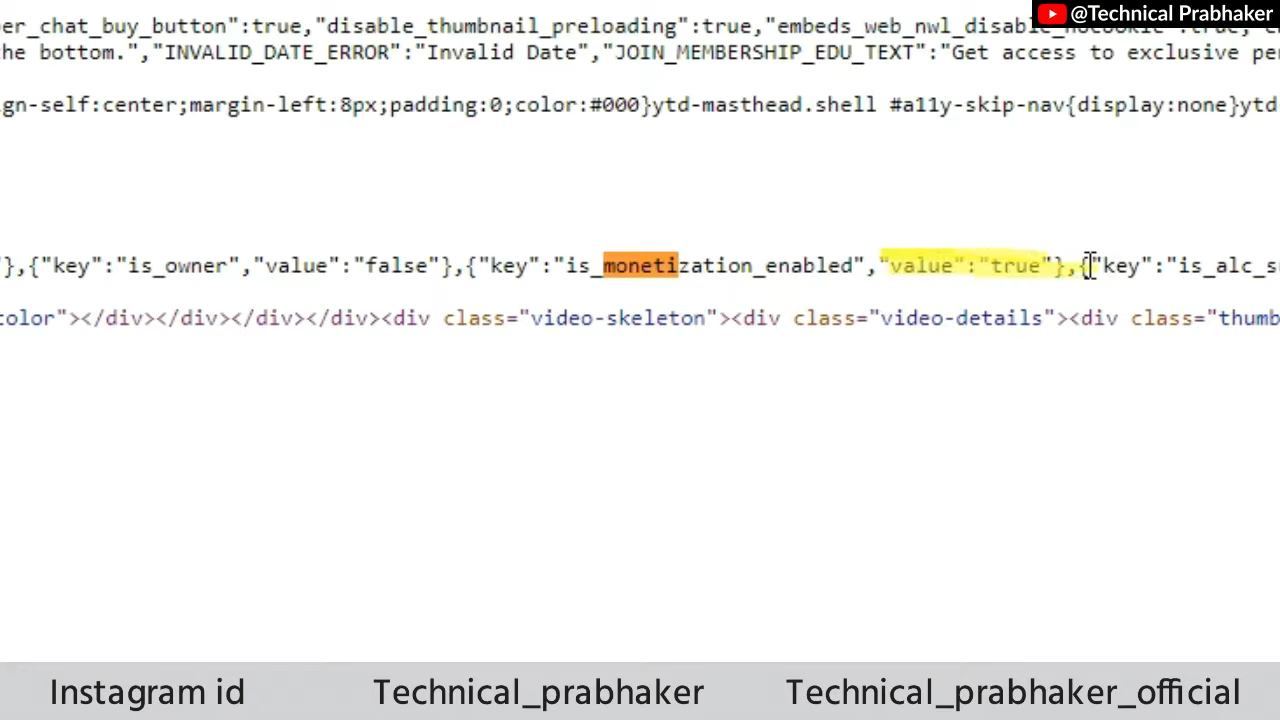 @Technical Prabhaker
er_chat_buy_button":true,"disable_thumbnail_preloading":true,"embeds_web_nwl_disable
he bottom.","INVALID_DATE_ERROR":"Invalid Date","JOIN_MEMBERSHIP_EDU_TEXT":"Get access to exclusive pe
gn-self:center;margin-left:8px;padding:0;color:#000}ytd-masthead.shell #a11y-skip-nav{display:none}ytd-
"},{"key":"is_owner","value":"false"},{"key":"is_monetization_enabled","value":"true"},{"key":"is_alc_s
color"></div></div></div></div><div class="video-skeleton"><div class="video-details"><div class="thumb
Instagram id Technical_prabhaker Technical_prabhaker_official